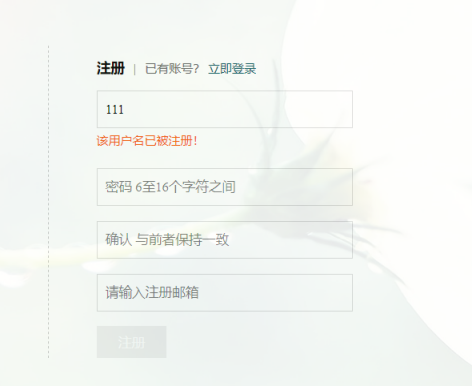 注册 | 已有账号? 立即登录
111
该用户名已被注册!
密码 6至16个字符之间
确认 与前者保持一致
请输入注册邮箱
注册